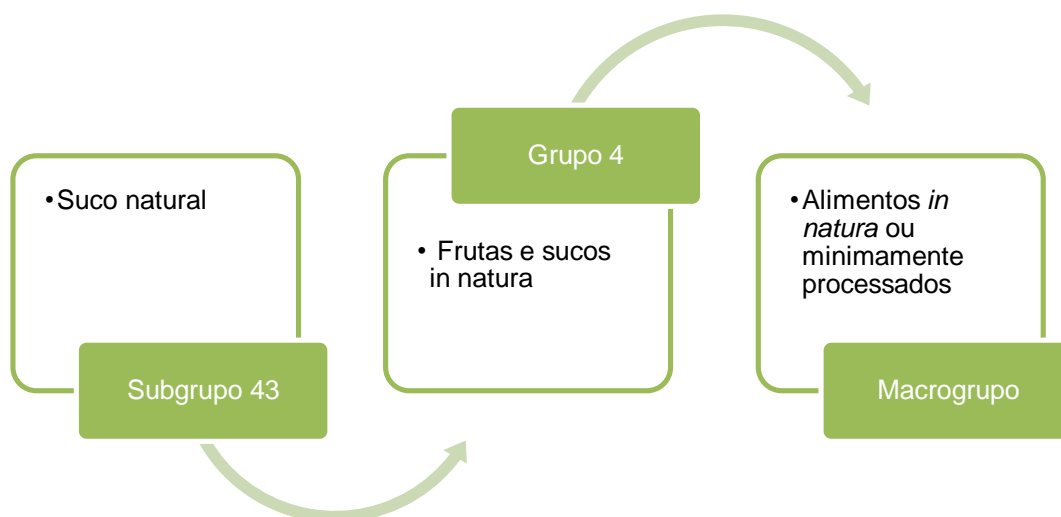 •Suco natural
Subgrupo 43
Grupo 4
• Frutas e sucos
in natura
•Alimentos in
natura ou
minimamente
processados
Macrogrupo